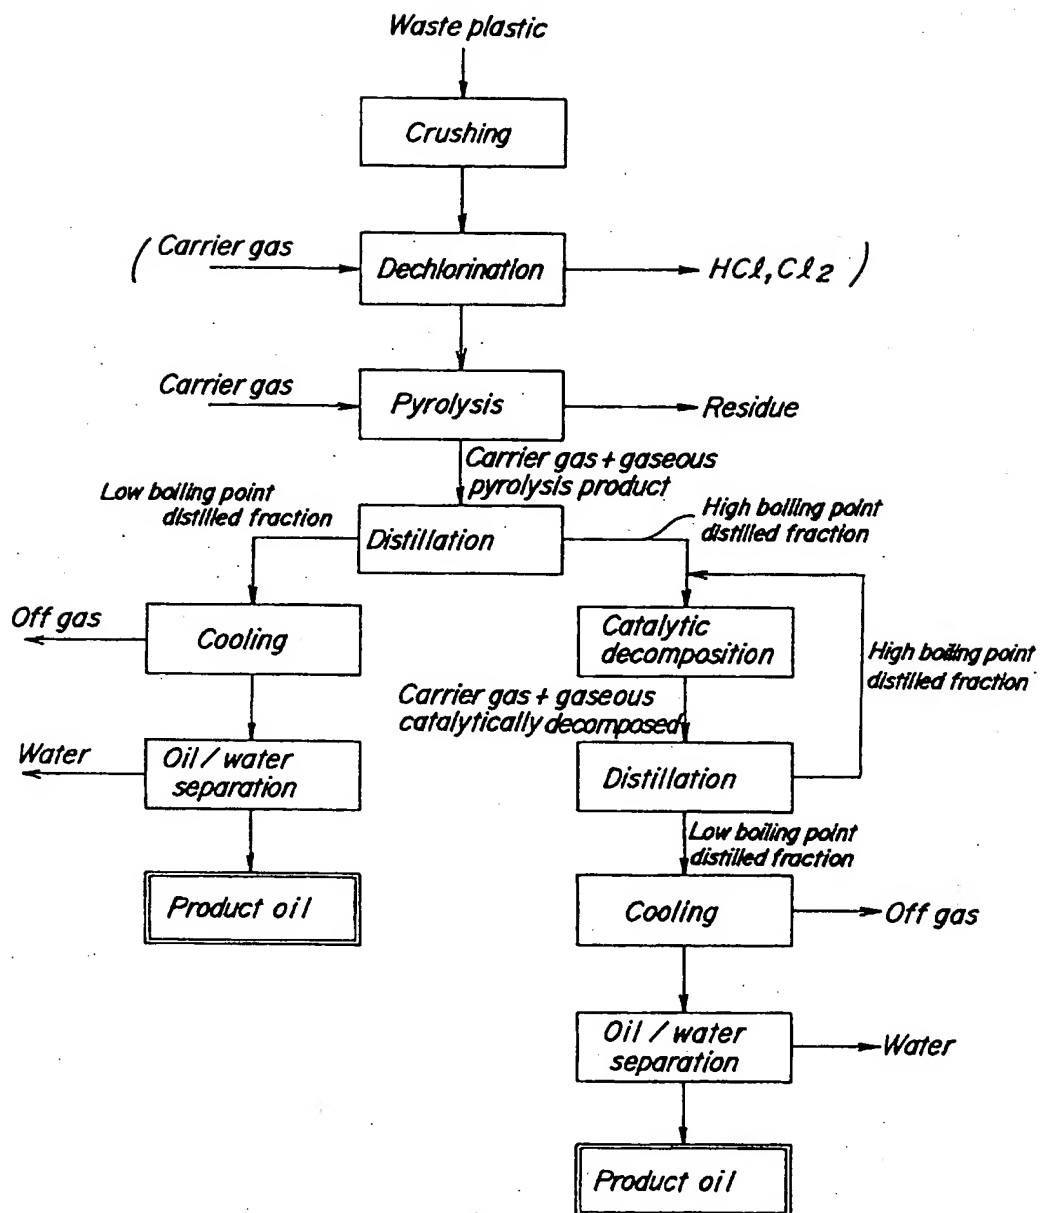 Waste plastic
Crushing
( Carrier gas
Dechlorination
HCl, Cl2 )
Carrier gas
Pyrolysis
Residue
Carrier gas + gaseous
pyrolysis product
Low boiling point
distilled fraction
Distillation
High boiling point
distilled fraction
Off gas
Cooling
Catalytic
decomposition
High boiling point
distilled fraction
Carrier gas + gaseous
catalytically decomposed
Water
Oil / water
separation
Distillation
Low boiling point
distilled fraction
Product oil
Cooling
Off gas
Oil / water
separation
Water
Product oil